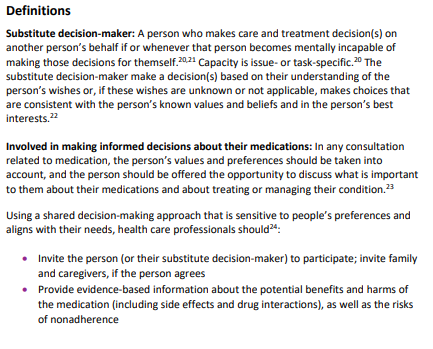 Definitions
Substitute decision-maker: A person who makes care and treatment decision(s) on
another person's behalf if or whenever that person becomes mentally incapable of
making those decisions for themself.20,21 Capacity is issue- or task-specific.20 The
substitute decision-maker make a decision(s) based on their understanding of the
person's wishes or, if these wishes are unknown or not applicable, makes choices that
are consistent with the person's known values and beliefs and in the person's best
interests.22
Involved in making informed decisions about their medications: In any consultation
related to medication, the person's values and preferences should be taken into
account, and the person should be offered the opportunity to discuss what is important
to them about their medications and about treating or managing their condition.23
Using a shared decision-making approach that is sensitive to people's preferences and
aligns with their needs, health care professionals should24:
• Invite the person (or their substitute decision-maker) to participate; invite family
and caregivers, if the person agrees
• Provide evidence-based information about the potential benefits and harms of
the medication (including side effects and drug interactions), as well as the risks
of nonadherence